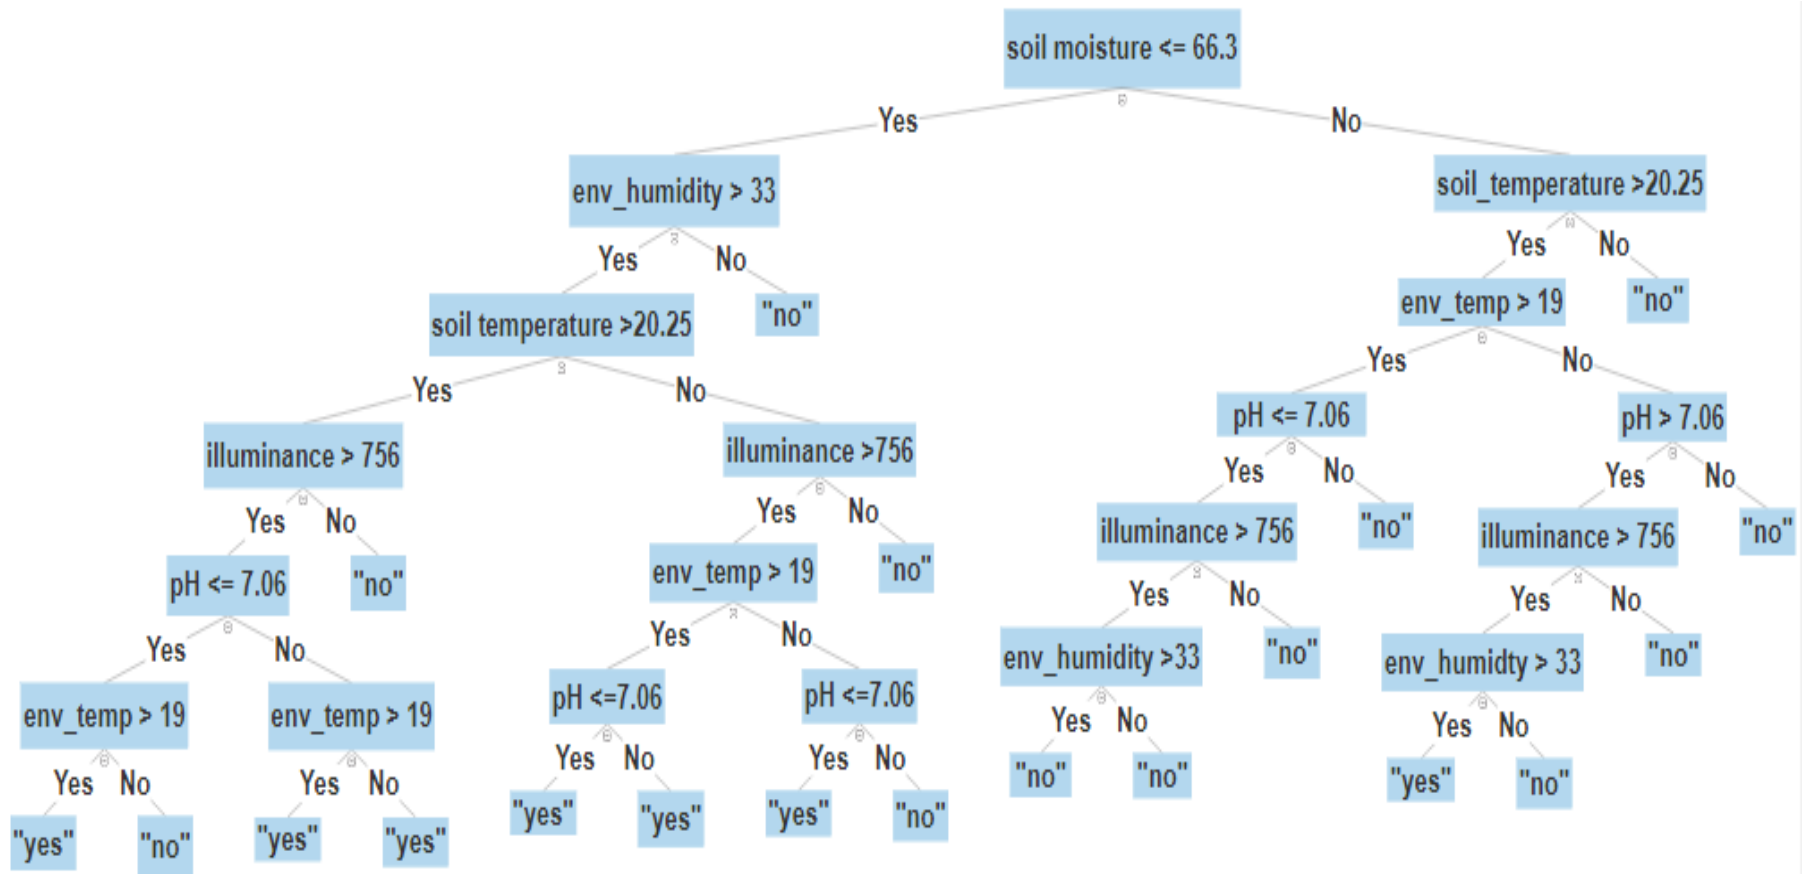 soil moisture <= 66.3
Yes
No
env_humidity > 33
soil_temperature >20.25
Yes
No
Yes
No
soil temperature >20.25
"no"
env_temp > 19
"no"
Yes
No
Yes
No
illuminance > 756
illuminance >756
pH <= 7.06
pH > 7.06
Yes
No
Yes
No
Yes
No
Yes
No
pH <= 7.06
"no"
env_temp > 19
"no"
illuminance > 756
"no"
illuminance > 756
"no"
Yes
No
Yes
No
Yes
No
Yes
No
env_temp > 19
env_temp > 19
pH <=7.06
pH <=7.06
env_humidity >33
"no"
env_humidty > 33
"no"
Yes
No
Yes
No
Yes
No
Yes
No
Yes
No
Yes
No
"yes"
"no"
"yes"
"yes"
"yes"
"yes"
"yes"
"no"
"no"
"no"
"yes"
"no"